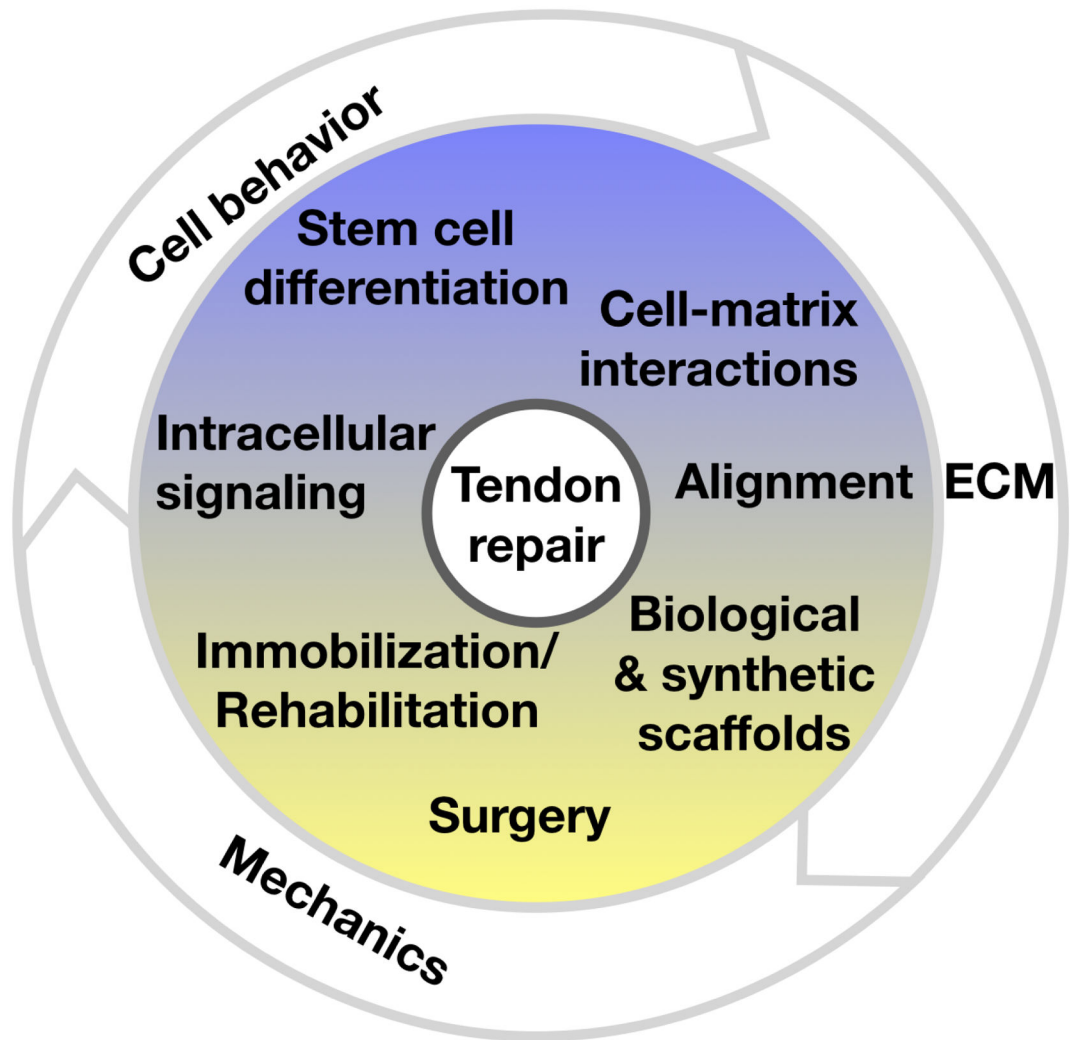 Cell behavior
Stem cell
differentiation
Cell-matrix
interactions
Intracellular
signaling
Tendon
repair
Alignment
ECM
Immobilization/
Rehabilitation
Biological
& synthetic
scaffolds
Surgery
Mechanics